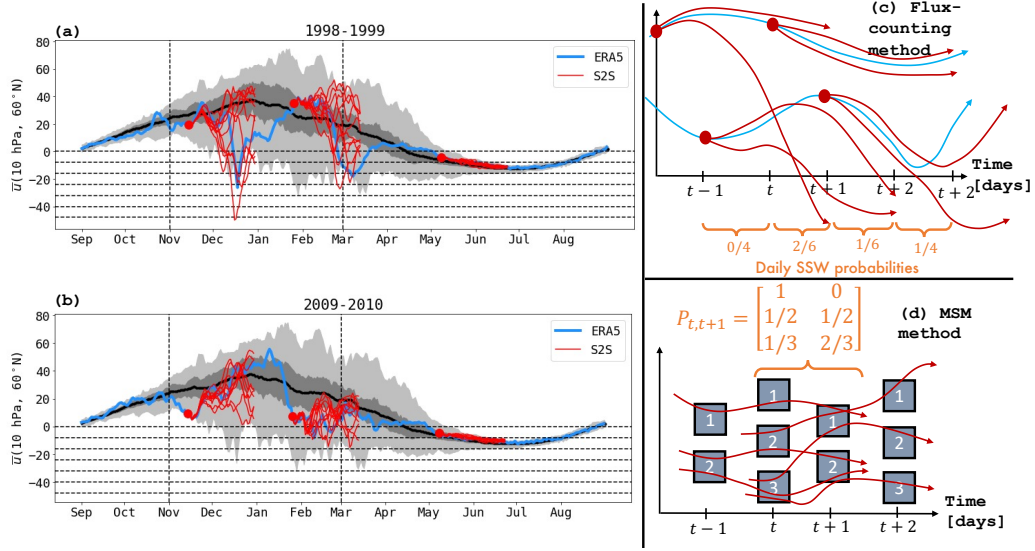 (a)
1998-1999
ERA5
S2S
80
60
40
20
0
−20
−40
u̅(10 hPa, 60°N)
Sep Oct Nov Dec Jan Feb Mar Apr May Jun Jul Aug
(b)
2009-2010
ERA5
S2S
80
60
40
20
0
−20
−40
u̅(10 hPa, 60°N)
Sep Oct Nov Dec Jan Feb Mar Apr May Jun Jul Aug
(c) Flux-
counting
method
Time
[days]
t − 1 t t + 1 t + 2 t + 2
0/4 2/6 1/6 1/4
Daily SSW probabilities
(d) MSM
method
P_{t,t+1} = [1 0
1/2 1/2
1/3 2/3]
1 1 1 1
2 2 2 2
3 3
Time
[days]
t − 1 t t + 1 t + 2